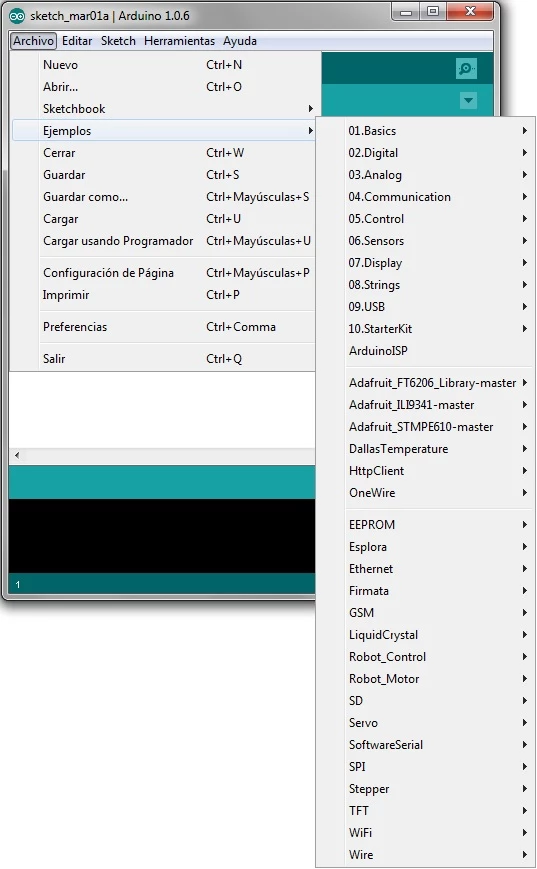 sketch_mar01a | Arduino 1.0.6
Archivo Editar Sketch Herramientas Ayuda
Nuevo Ctrl+N
Abrir... Ctrl+O
Sketchbook
Ejemplos
Cerrar Ctrl+W
Guardar Ctrl+S
Guardar como... Ctrl+Mayúsculas+S
Cargar Ctrl+U
Cargar usando Programador Ctrl+Mayúsculas+U
Configuración de Página Ctrl+Mayúsculas+P
Imprimir Ctrl+P
Preferencias Ctrl+Comma
Salir Ctrl+Q
01.Basics
02.Digital
03.Analog
04.Communication
05.Control
06.Sensors
07.Display
08.Strings
09.USB
10.StarterKit
ArduinoISP
Adafruit_FT6206_Library-master
Adafruit_ILI9341-master
Adafruit_STMPE610-master
DallasTemperature
HttpClient
OneWire
EEPROM
Esplora
Ethernet
Firmata
GSM
LiquidCrystal
Robot_Control
Robot_Motor
SD
Servo
SoftwareSerial
SPI
Stepper
TFT
WiFi
Wire
1